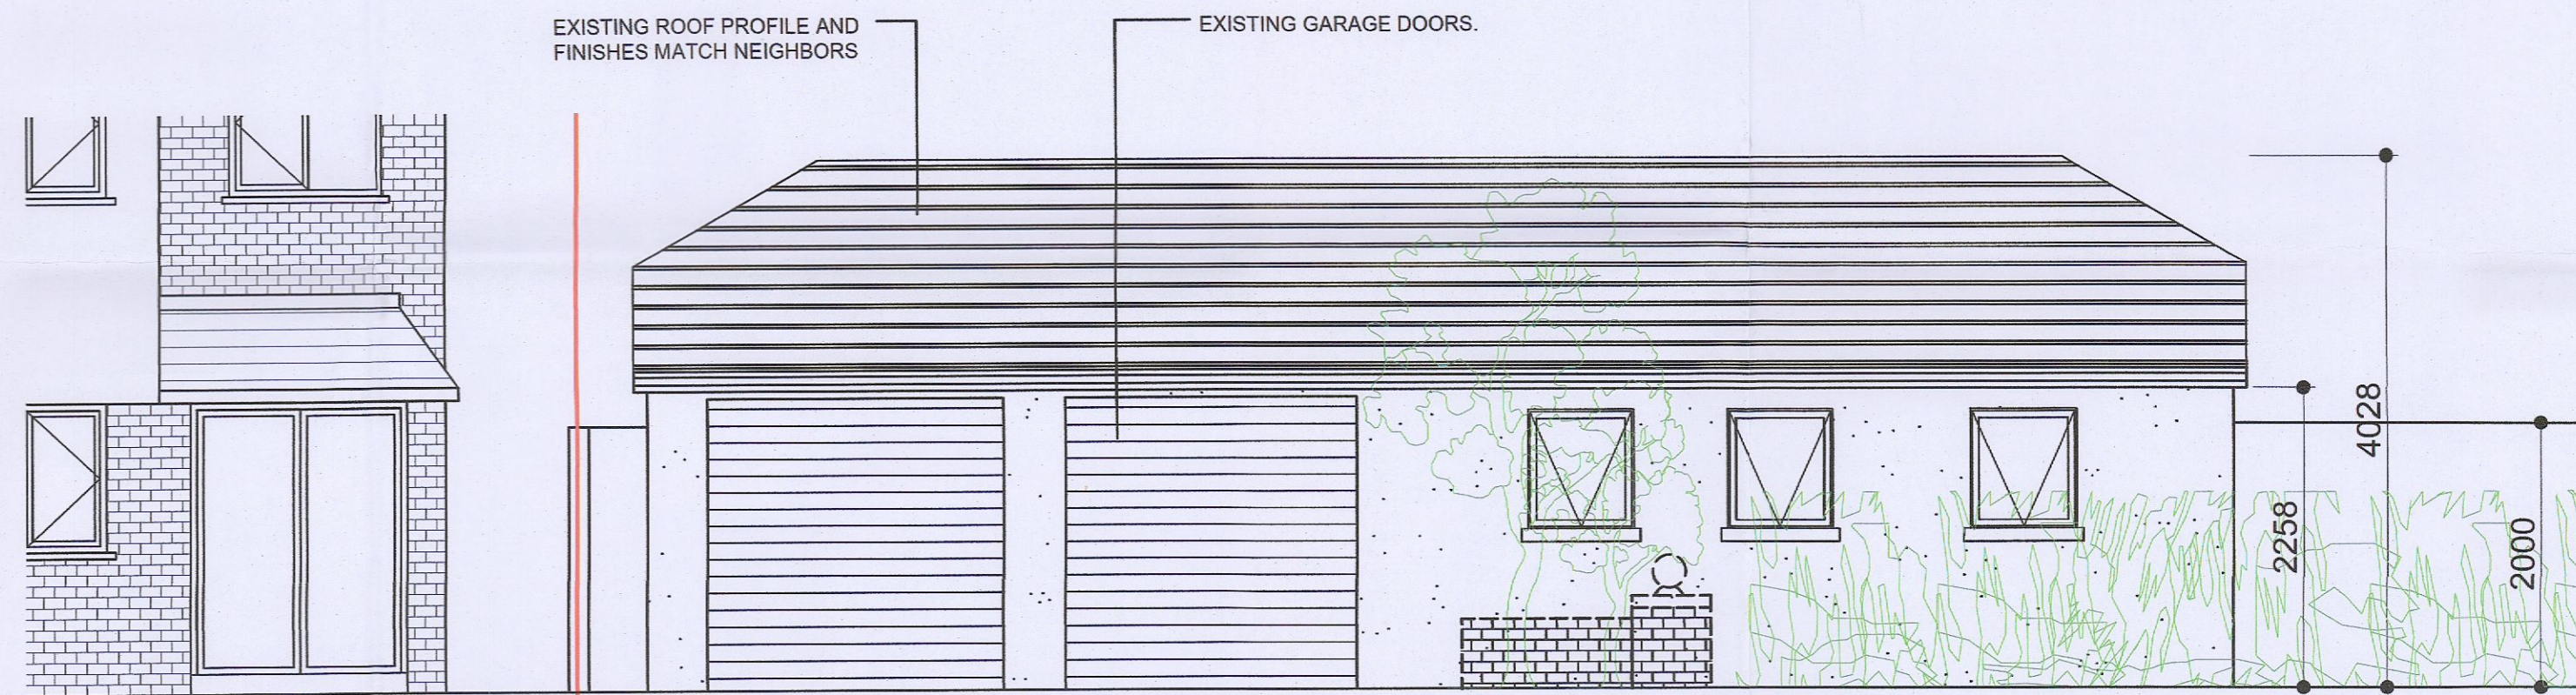 EXISTING ROOF PROFILE AND
FINISHES MATCH NEIGHBORS
EXISTING GARAGE DOORS.
4028
2258
2000